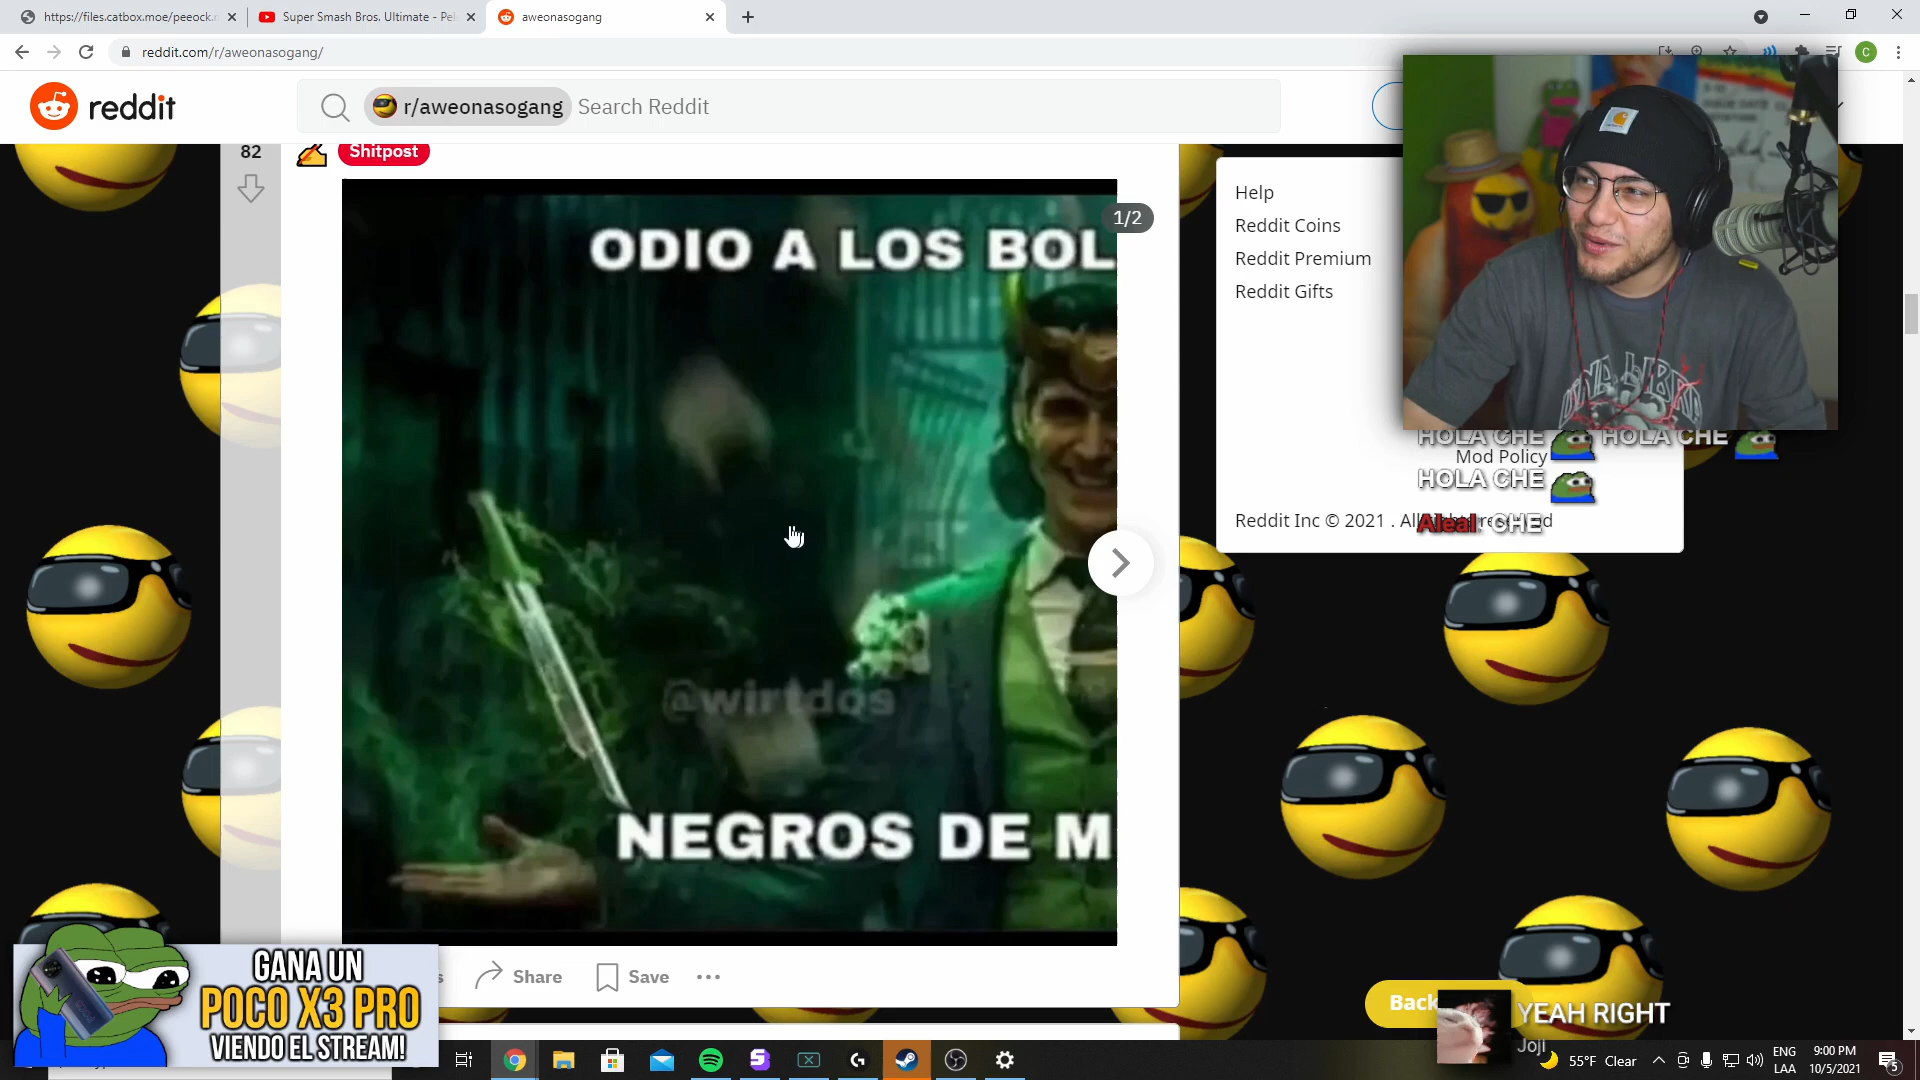 https://files.catbox.moe/peeock.m
Super Smash Bros. Ultimate - Pel
aweonasogang
reddit.com/r/aweonasogang/
C
reddit
r/aweonasogang
Search Reddit
82
Shitpost
1/2
ODIO A LOS BOL
@wirtdos
NEGROS DE M
Help
Reddit Coins
Reddit Premium
Reddit Gifts
HOLA CHE HOLA CHE
Mod Policy
HOLA CHE
Reddit Inc © 2021 . All
Aleal: CHE
Share
Save
Back
GANA UN
POCO X3 PRO
VIENDO EL STREAM!
YEAH RIGHT
Joji
55°F Clear
ENG
LAA
9:00 PM
10/5/2021
5